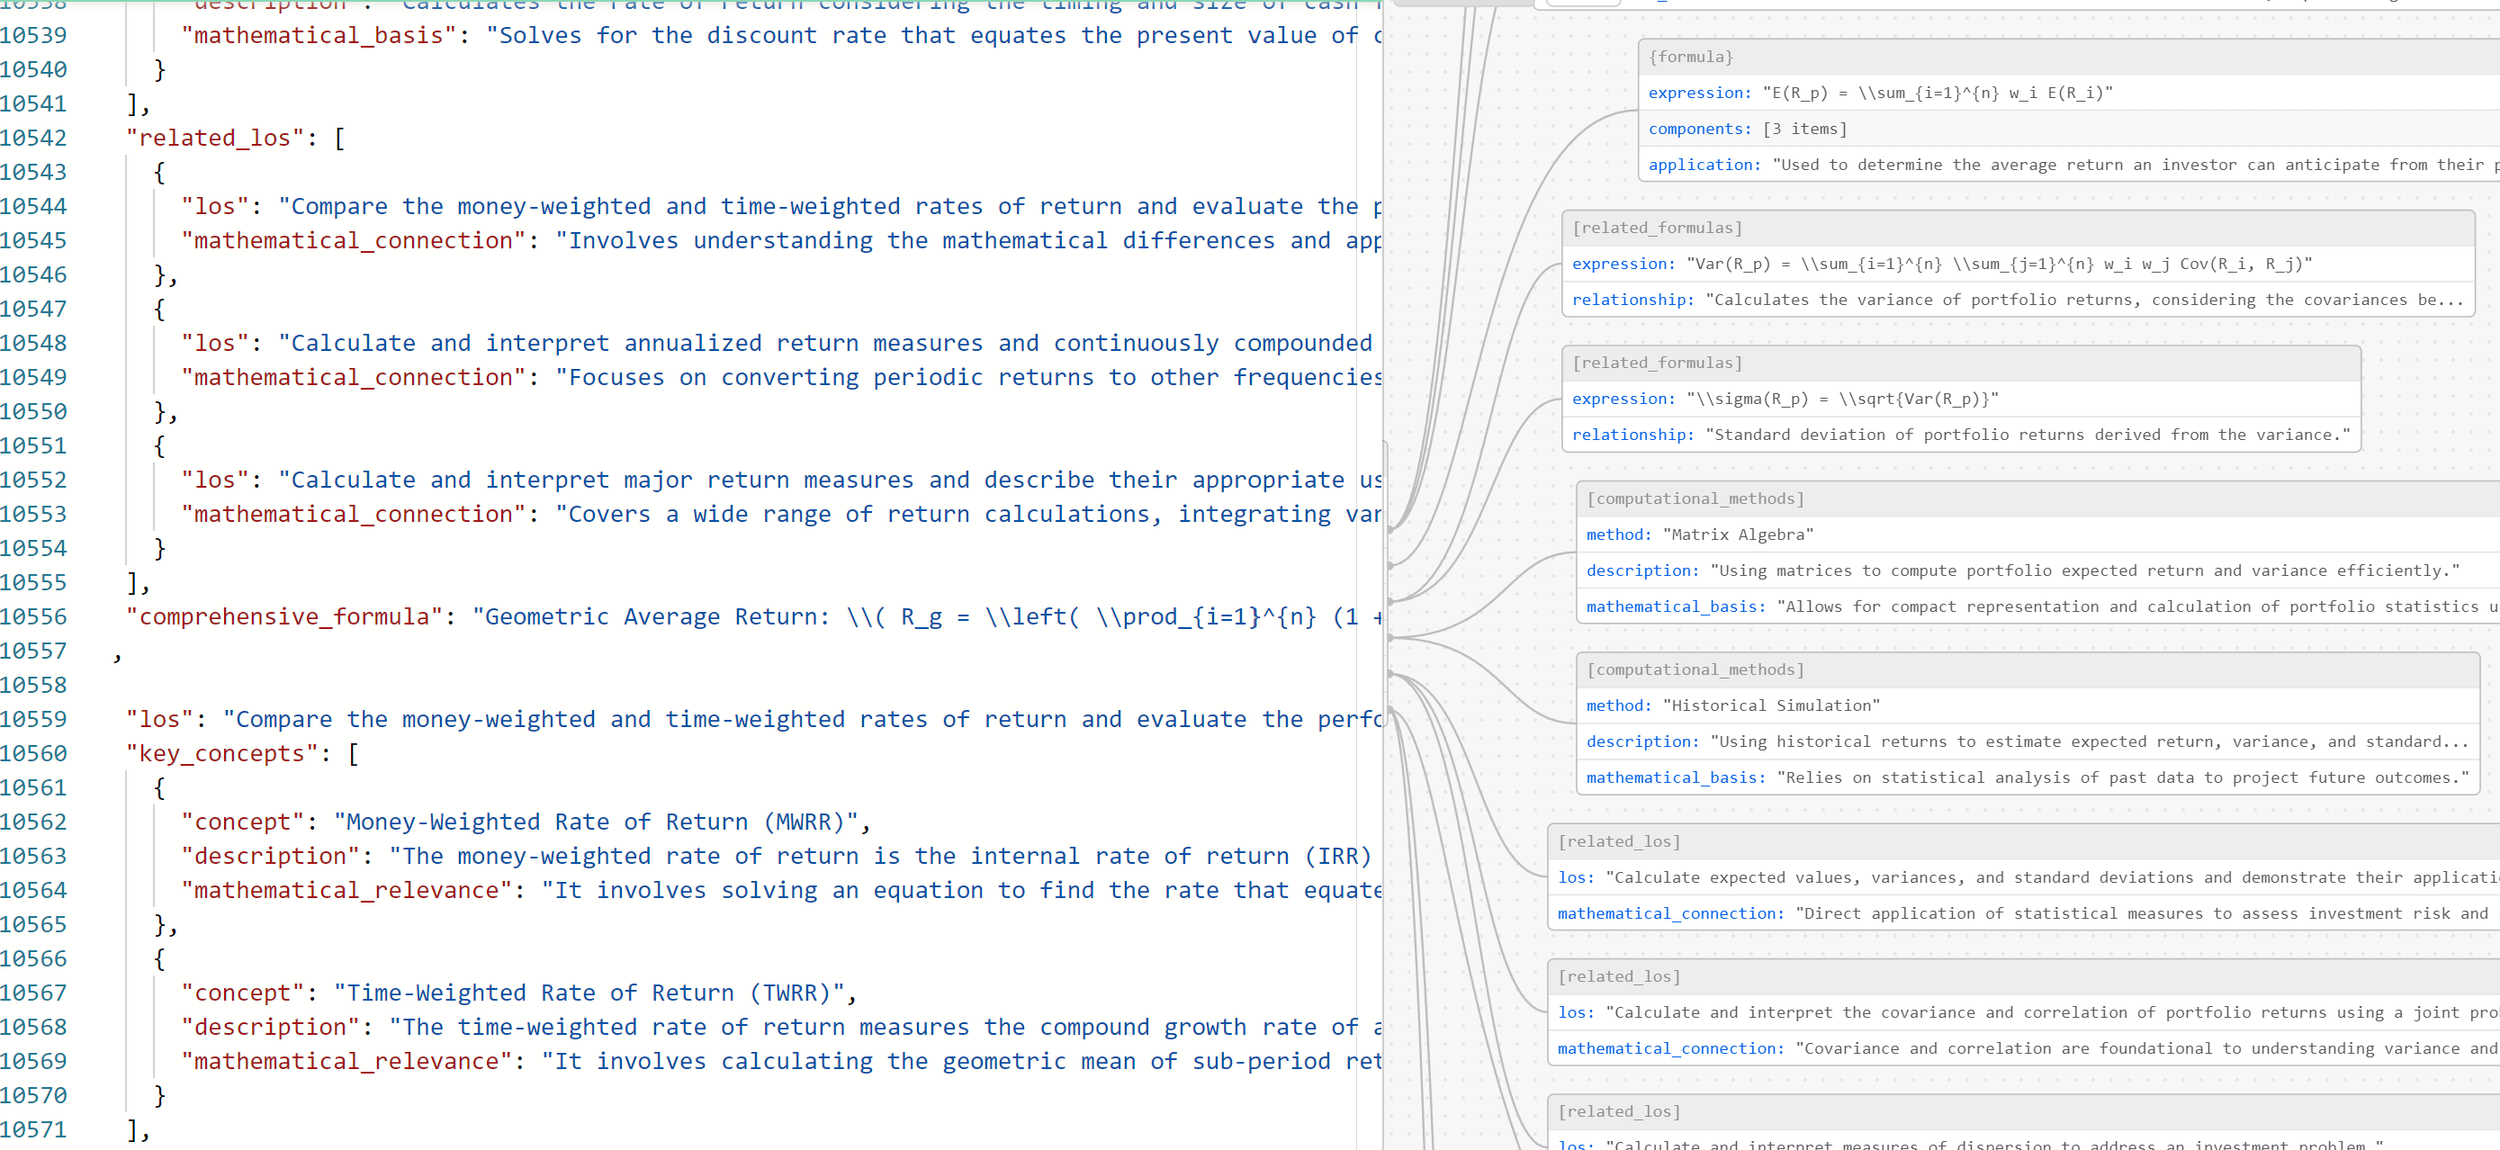 10538 "description": "Calculates the rate of return considering the timing and size of cash
10539 "mathematical_basis": "Solves for the discount rate that equates the present value of
10540 }
10541 ],
10542 "related_los": [
10543 {
10544 "los": "Compare the money-weighted and time-weighted rates of return and evaluate the
10545 "mathematical_connection": "Involves understanding the mathematical differences and app
10546 },
10547 {
10548 "los": "Calculate and interpret annualized return measures and continuously compounded
10549 "mathematical_connection": "Focuses on converting periodic returns to other frequencies
10550 },
10551 {
10552 "los": "Calculate and interpret major return measures and describe their appropriate us
10553 "mathematical_connection": "Covers a wide range of return calculations, integrating var
10554 }
10555 ],
10556 "comprehensive_formula": "Geometric Average Return: \\( R_g = \\left( \\prod_{i=1}^{n} (1 +
10557 ,
10558
10559 "los": "Compare the money-weighted and time-weighted rates of return and evaluate the perfo
10560 "key_concepts": [
10561 {
10562 "concept": "Money-Weighted Rate of Return (MWRR)",
10563 "description": "The money-weighted rate of return is the internal rate of return (IRR)
10564 "mathematical_relevance": "It involves solving an equation to find the rate that equate
10565 },
10566 {
10567 "concept": "Time-Weighted Rate of Return (TWRR)",
10568 "description": "The time-weighted rate of return measures the compound growth rate of a
10569 "mathematical_relevance": "It involves calculating the geometric mean of sub-period ret
10570 }
10571 ],
{formula}
expression: "E(R_p) = \\sum_{i=1}^{n} w_i E(R_i)"
components: [3 items]
application: "Used to determine the average return an investor can anticipate from their p
[related_formulas]
expression: "Var(R_p) = \\sum_{i=1}^{n} \\sum_{j=1}^{n} w_i w_j Cov(R_i, R_j)"
relationship: "Calculates the variance of portfolio returns, considering the covariances be...
[related_formulas]
expression: "\\sigma(R_p) = \\sqrt{Var(R_p)}"
relationship: "Standard deviation of portfolio returns derived from the variance."
[computational_methods]
method: "Matrix Algebra"
description: "Using matrices to compute portfolio expected return and variance efficiently."
mathematical_basis: "Allows for compact representation and calculation of portfolio statistics u
[computational_methods]
method: "Historical Simulation"
description: "Using historical returns to estimate expected return, variance, and standard...
mathematical_basis: "Relies on statistical analysis of past data to project future outcomes."
[related_los]
los: "Calculate expected values, variances, and standard deviations and demonstrate their applicati
mathematical_connection: "Direct application of statistical measures to assess investment risk and
[related_los]
los: "Calculate and interpret the covariance and correlation of portfolio returns using a joint pro
mathematical_connection: "Covariance and correlation are foundational to understanding variance and
[related_los]
los: "Calculate and interpret measures of dispersion to address an investment problem."